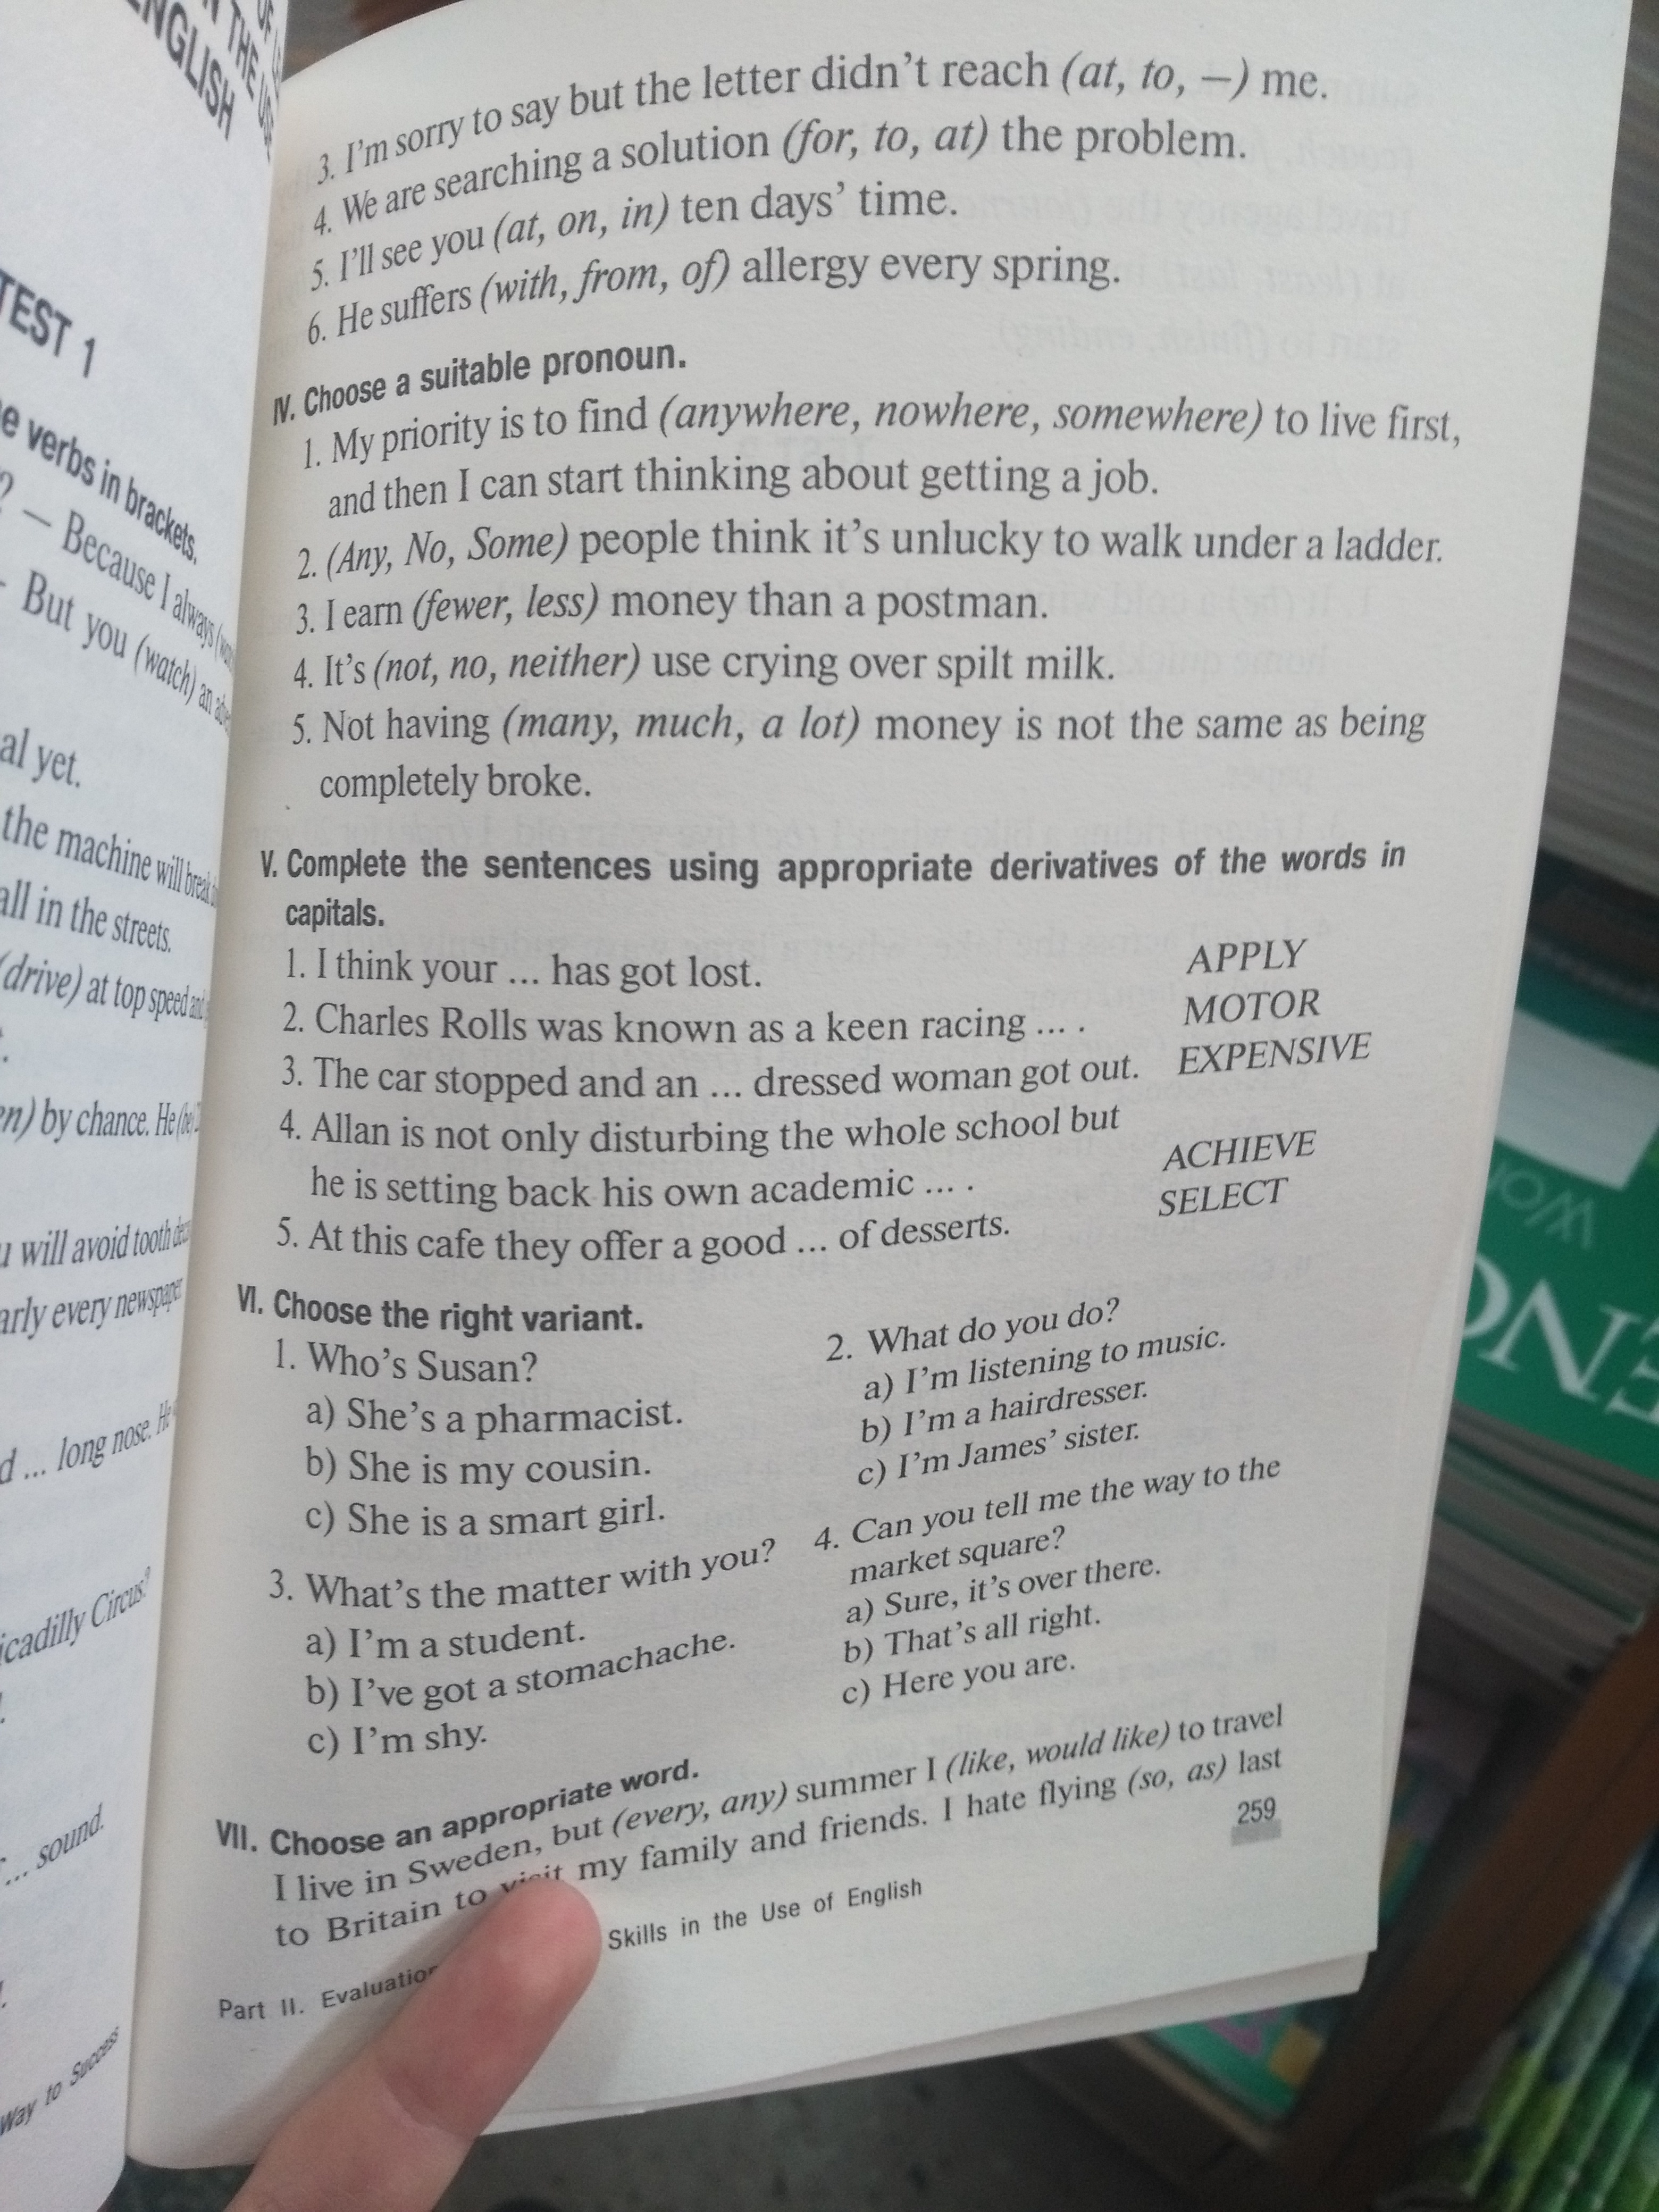 OF
N THE USE
ENGLISH
TEST 1
verbs in brackets.
? — Because I always
- But you (watch) an
al yet.
the machine will break
all in the streets.
(drive) at top speed and
en) by chance. He (be
u will avoid tooth
arly every newspaper
d ... long nose. He
icadilly Circus?
... sound.
Way to Success
3. I'm sorry to say but the letter didn't reach (at, to, —) me.
4. We are searching a solution (for, to, at) the problem.
5. I'll see you (at, on, in) ten days' time.
6. He suffers (with, from, of) allergy every spring.
IV. Choose a suitable pronoun.
1. My priority is to find (anywhere, nowhere, somewhere) to live first,
and then I can start thinking about getting a job.
2. (Any, No, Some) people think it's unlucky to walk under a ladder.
3. I earn (fewer, less) money than a postman.
4. It's (not, no, neither) use crying over spilt milk.
5. Not having (many, much, a lot) money is not the same as being
completely broke.
V. Complete the sentences using appropriate derivatives of the words in
capitals.
1. I think your ... has got lost. APPLY
2. Charles Rolls was known as a keen racing ... . MOTOR
3. The car stopped and an ... dressed woman got out. EXPENSIVE
4. Allan is not only disturbing the whole school but
he is setting back his own academic ... . ACHIEVE
5. At this cafe they offer a good ... of desserts. SELECT
VI. Choose the right variant.
1. Who's Susan?
a) She's a pharmacist.
b) She is my cousin.
c) She is a smart girl.
2. What do you do?
a) I'm listening to music.
b) I'm a hairdresser.
c) I'm James' sister.
3. What's the matter with you?
a) I'm a student.
b) I've got a stomachache.
c) I'm shy.
4. Can you tell me the way to the
market square?
a) Sure, it's over there.
b) That's all right.
c) Here you are.
VII. Choose an appropriate word.
I live in Sweden, but (every, any) summer I (like, would like) to travel
to Britain to visit my family and friends. I hate flying (so, as) last
259
Part II. Evaluation Skills in the Use of English